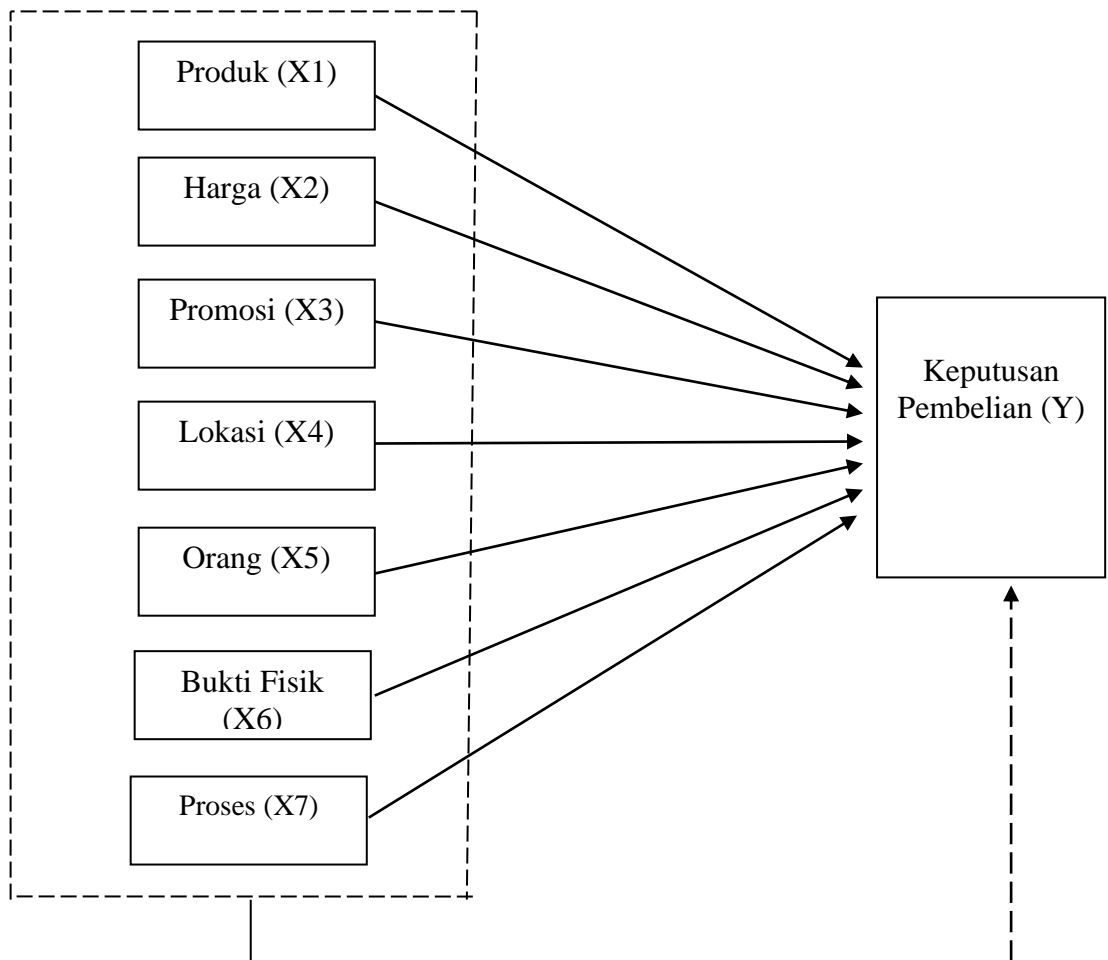 Produk (X1)
Harga (X2)
Promosi (X3)
Lokasi (X4)
Orang (X5)
Bukti Fisik
(X6)
Proses (X7)
Keputusan
Pembelian (Y)